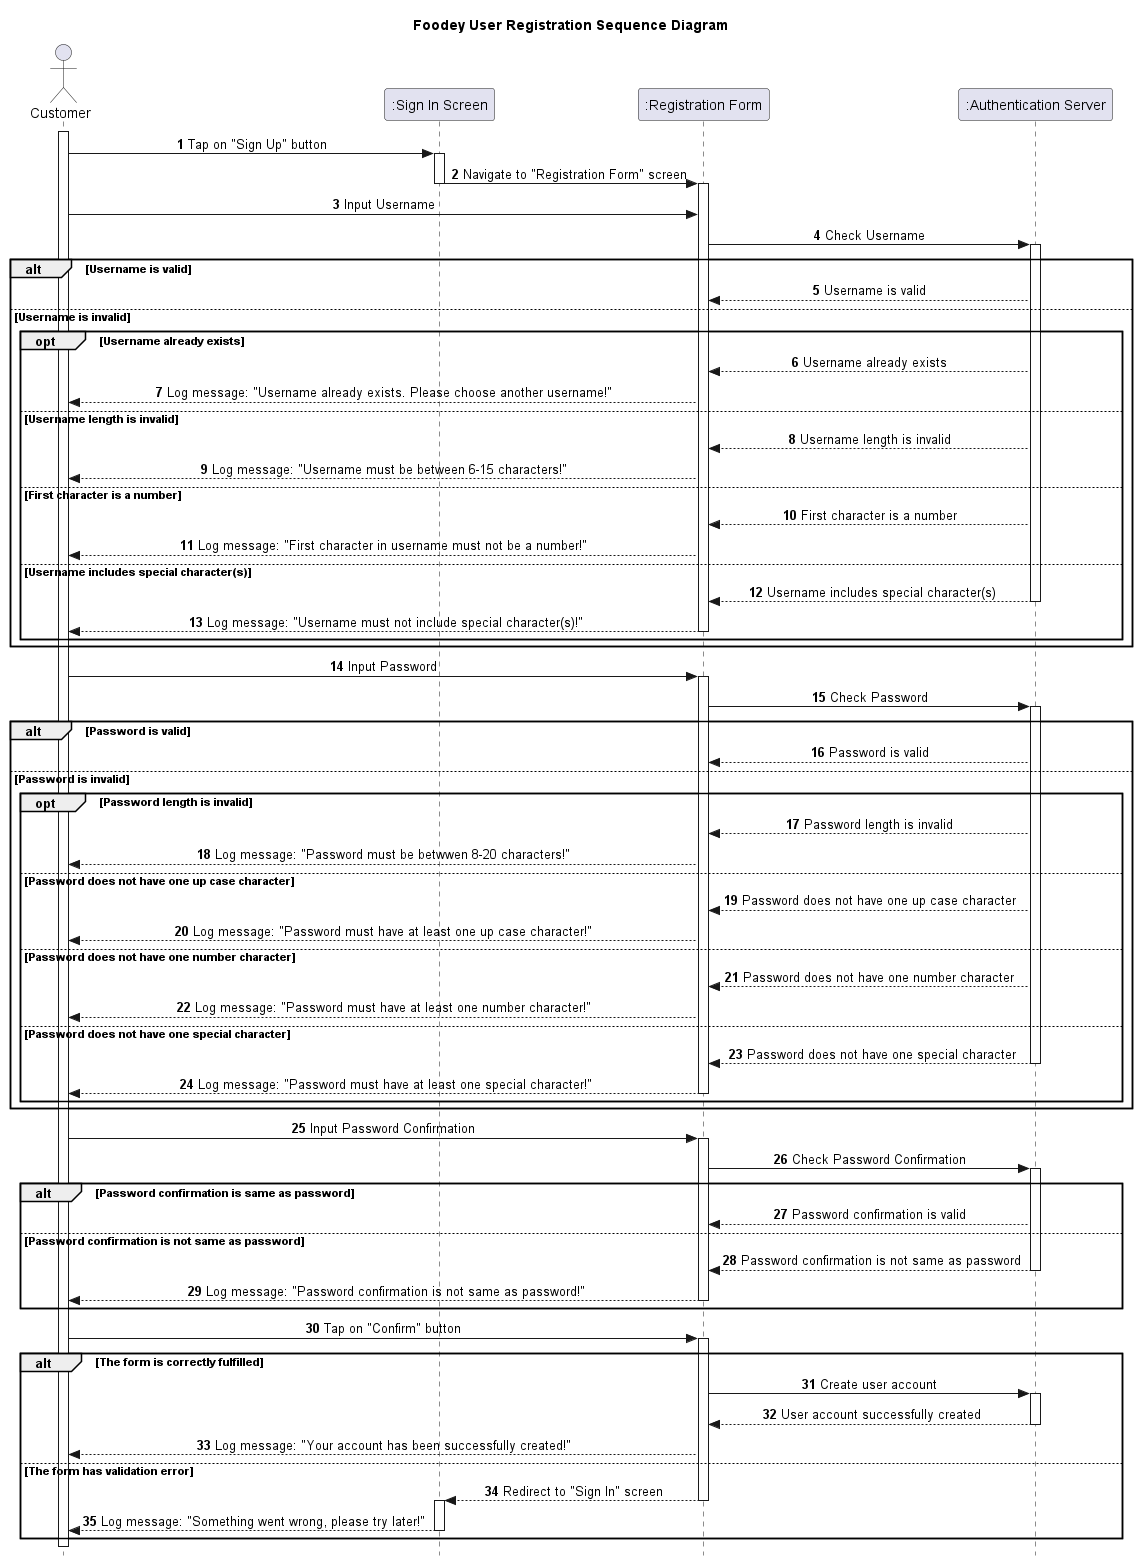 Foodey User Registration Sequence Diagram
Customer
:Sign In Screen
:Registration Form
:Authentication Server
1 Tap on "Sign Up" button
2 Navigate to "Registration Form" screen
3 Input Username
4 Check Username
alt [Username is valid]
5 Username is valid
[Username is invalid]
opt [Username already exists]
6 Username already exists
7 Log message: "Username already exists. Please choose another username!"
[Username length is invalid]
8 Username length is invalid
9 Log message: "Username must be between 6-15 characters!"
[First character is a number]
10 First character is a number
11 Log message: "First character in username must not be a number!"
[Username includes special character(s)]
12 Username includes special character(s)
13 Log message: "Username must not include special character(s)!"
14 Input Password
15 Check Password
alt [Password is valid]
16 Password is valid
[Password is invalid]
opt [Password length is invalid]
17 Password length is invalid
18 Log message: "Password must be betwwen 8-20 characters!"
[Password does not have one up case character]
19 Password does not have one up case character
20 Log message: "Password must have at least one up case character!"
[Password does not have one number character]
21 Password does not have one number character
22 Log message: "Password must have at least one number character!"
[Password does not have one special character]
23 Password does not have one special character
24 Log message: "Password must have at least one special character!"
25 Input Password Confirmation
26 Check Password Confirmation
alt [Password confirmation is same as password]
27 Password confirmation is valid
[Password confirmation is not same as password]
28 Password confirmation is not same as password
29 Log message: "Password confirmation is not same as password!"
30 Tap on "Confirm" button
alt [The form is correctly fulfilled]
31 Create user account
32 User account successfully created
33 Log message: "Your account has been successfully created!"
[The form has validation error]
34 Redirect to "Sign In" screen
35 Log message: "Something went wrong, please try later!"